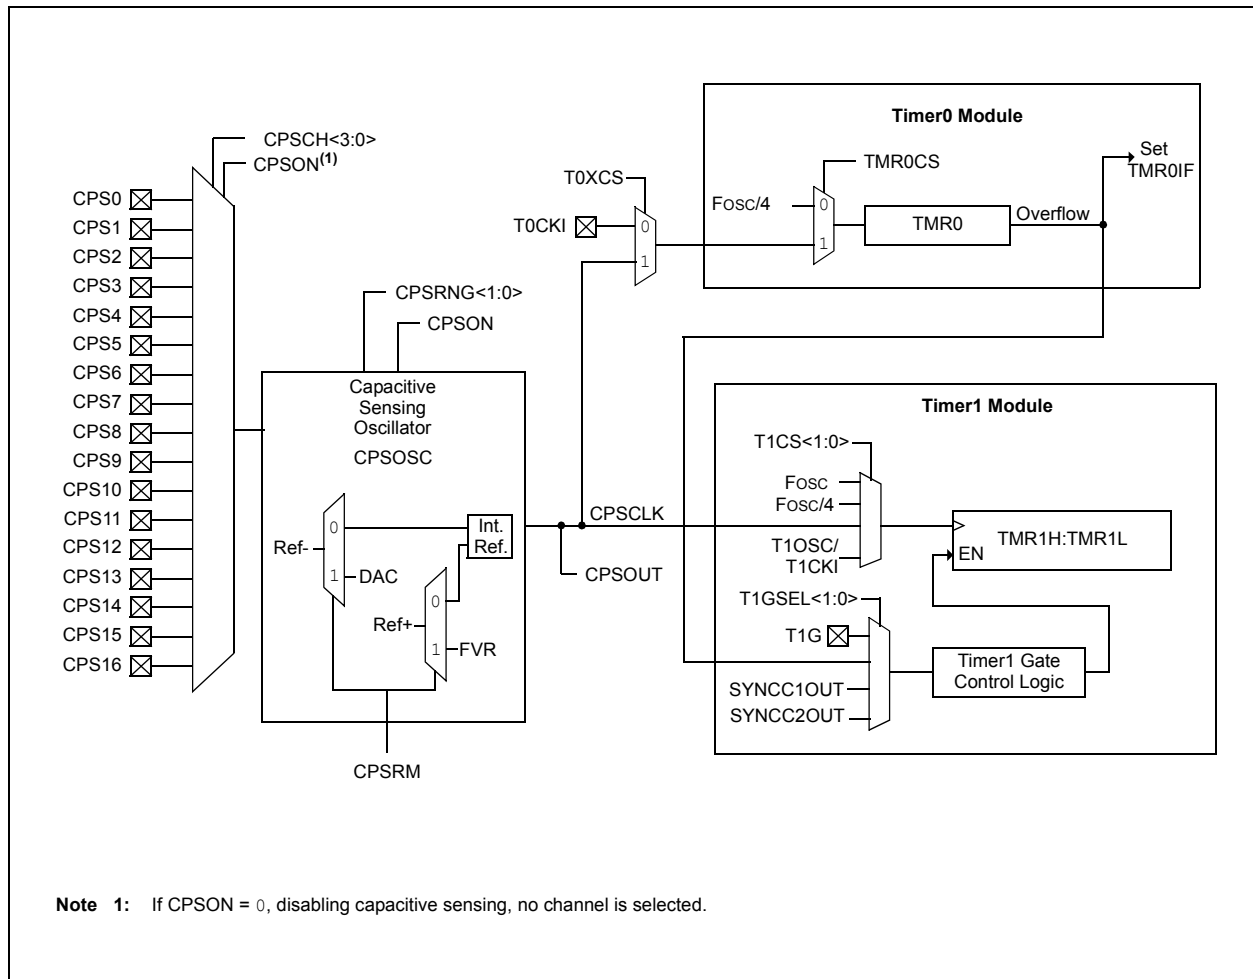 CPSCH<3:0>
CPSON(1)
CPS0
CPS1
CPS2
CPS3
CPS4
CPS5
CPS6
CPS7
CPS8
CPS9
CPS10
CPS11
CPS12
CPS13
CPS14
CPS15
CPS16
CPSRNG<1:0>
CPSON
Capacitive
Sensing
Oscillator
CPSOSC
0
1
Ref-
DAC
Int.
Ref.
0
1
Ref+
FVR
CPSRM
CPSCLK
CPSOUT
T0XCS
T0CKI
0
1
Timer0 Module
TMR0CS
FOSC/4
0
1
TMR0
Overflow
Set
TMR0IF
Timer1 Module
T1CS<1:0>
FOSC
FOSC/4
T1OSC/
T1CKI
TMR1H:TMR1L
EN
T1GSEL<1:0>
T1G
SYNCC1OUT
SYNCC2OUT
Timer1 Gate
Control Logic
Note 1: If CPSON = 0, disabling capacitive sensing, no channel is selected.